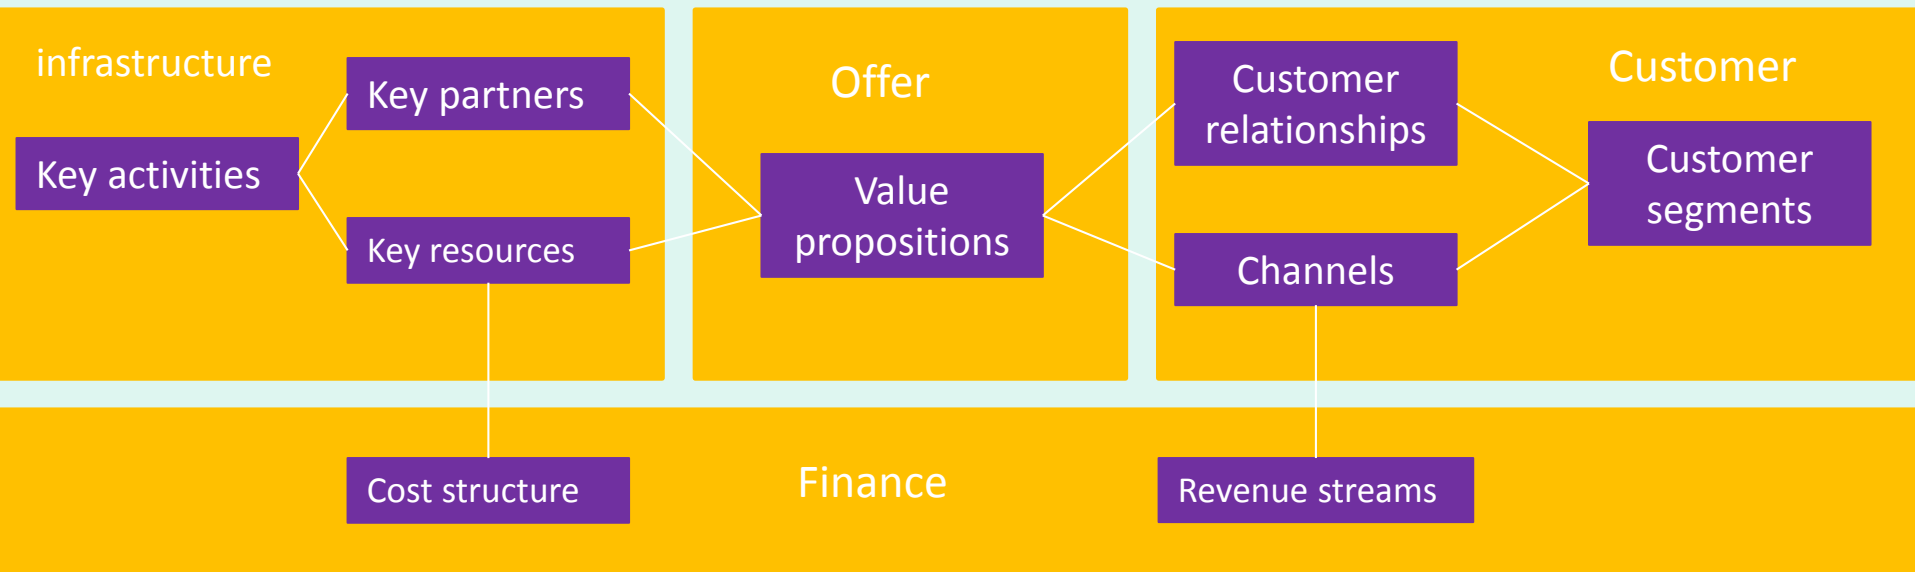 infrastructure
Key activities
Key partners
Key resources
Offer
Value
propositions
Customer
relationships
Channels
Customer
Customer
segments
Cost structure
Finance
Revenue streams